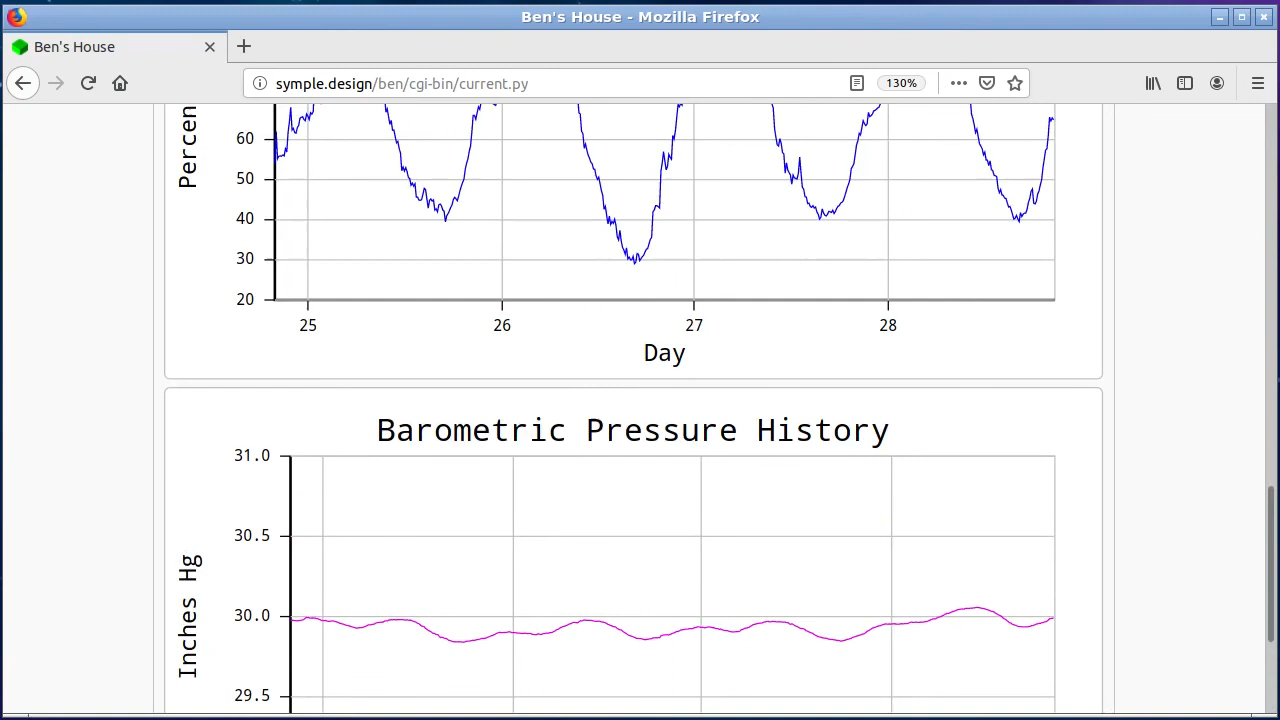 Ben's House - Mozilla Firefox
Ben's House
symple.design/ben/cgi-bin/current.py
130%
Percen
60
50
40
30
20
25 26 27 28
Day
Barometric Pressure History
31.0
30.5
30.0
29.5
Inches Hg